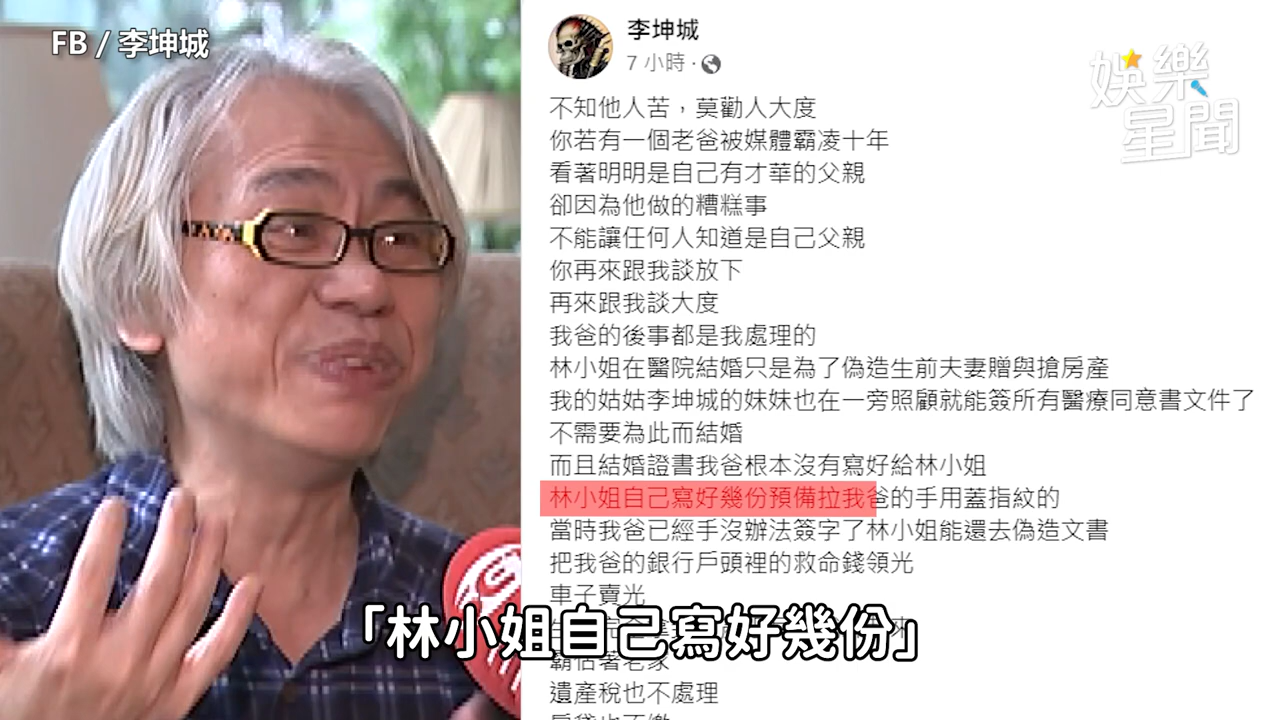 FB / 李坤城
李坤城
7 小時
娛樂
星聞
不知他人苦，莫勸人大度
你若有一個老爸被媒體霸凌十年
看著明明是自己有才華的父親
卻因為他做的糟糕事
不能讓任何人知道是自己父親
你再來跟我談放下
再來跟我談大度
我爸的後事都是我處理的
林小姐在醫院結婚只是為了偽造生前夫妻贈與搶房產
我的姑姑李坤城的妹妹也在一旁照顧就能簽所有醫療同意書文件了
不需要為此而結婚
而且結婚證書我爸根本沒有寫好給林小姐
林小姐自己寫好幾份預備拉我爸的手用蓋指紋的
當時我爸已經手沒辦法簽字了林小姐能還去偽造文書
把我爸的銀行戶頭裡的救命錢領光
車子賣光
「林小姐自己寫好幾份」
霸佔著老家
遺產稅也不處理